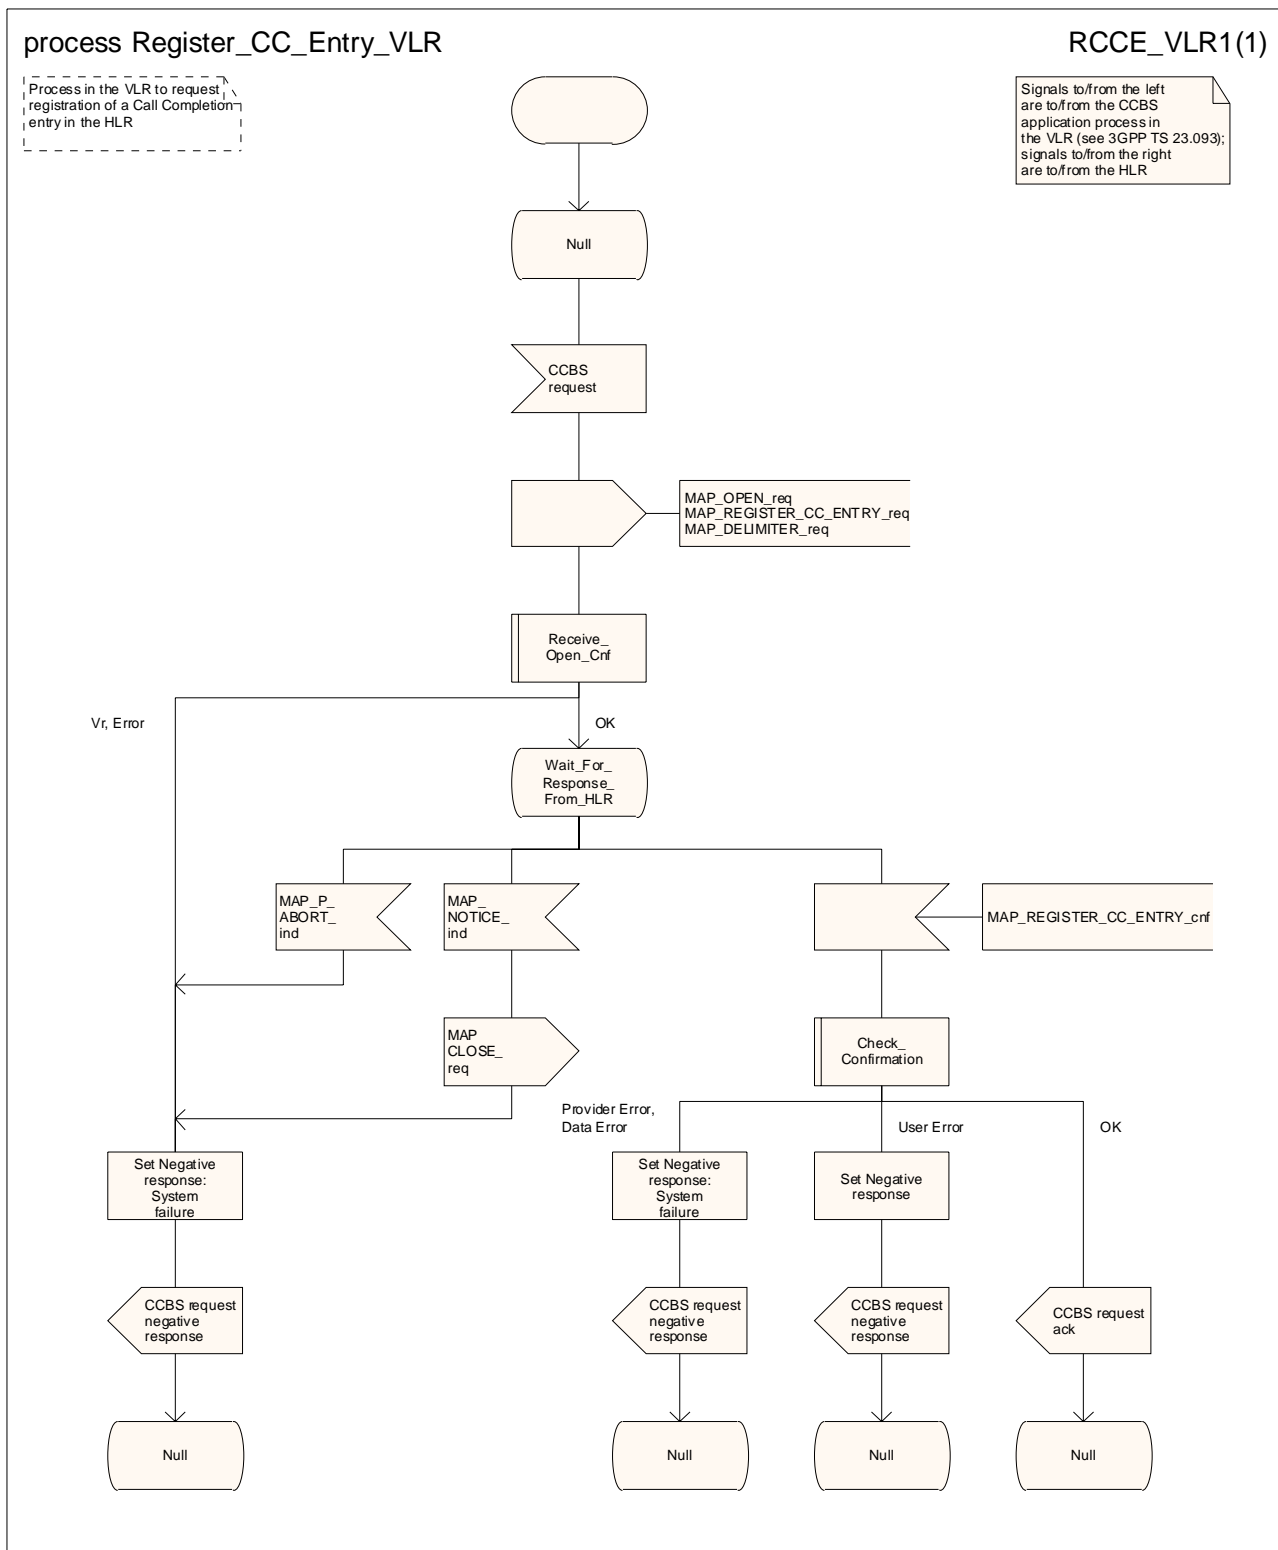 process Register_CC_Entry_VLR
RCCE_VLR1(1)
Process in the VLR to request
registration of a Call Completion
entry in the HLR
Signals to/from the left
are to/from the CCBS
application process in
the VLR (see 3GPP TS 23.093);
signals to/from the right
are to/from the HLR
Null
CCBS
request
MAP_OPEN_req
MAP_REGISTER_CC_ENTRY_req
MAP_DELIMITER_req
Receive_
Open_Cnf
Vr, Error
OK
Wait_For_
Response_
From_HLR
MAP_P_
ABORT_
ind
MAP_
NOTICE_
ind
MAP_REGISTER_CC_ENTRY_cnf
MAP
CLOSE_
req
Check_
Confirmation
Provider Error,
Data Error
User Error
OK
Set Negative
response:
System
failure
Set Negative
response:
System
failure
Set Negative
response
CCBS request
negative
response
CCBS request
negative
response
CCBS request
negative
response
CCBS request
ack
Null
Null
Null
Null